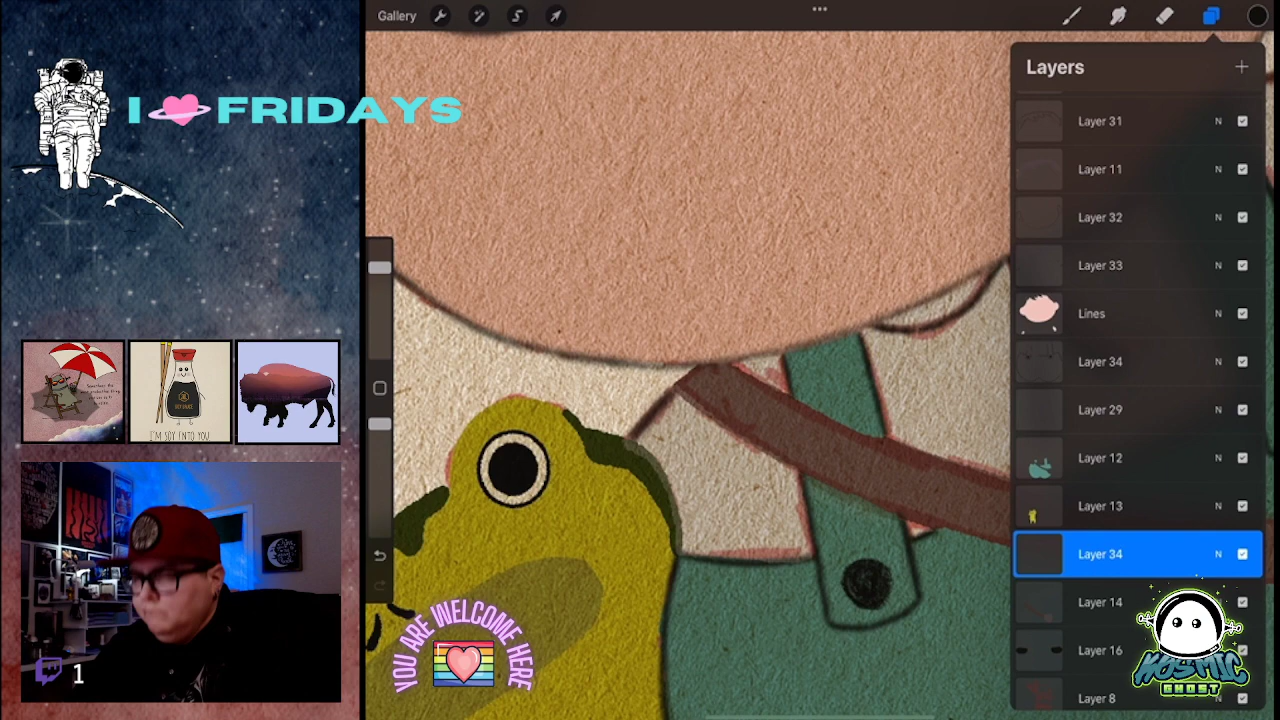 Gallery
Layers
I FRIDAYS
Layer 31 N
Layer 11 N
Layer 32 N
Layer 33 N
Lines N
Layer 34 N
Layer 29 N
Layer 12 N
Layer 13 N
Layer 34 N
Layer 14
Layer 16
Layer 8 N
I'M SOY INTO YOU
YOU ARE WELCOME HERE
1
KOSMIC
GHOST